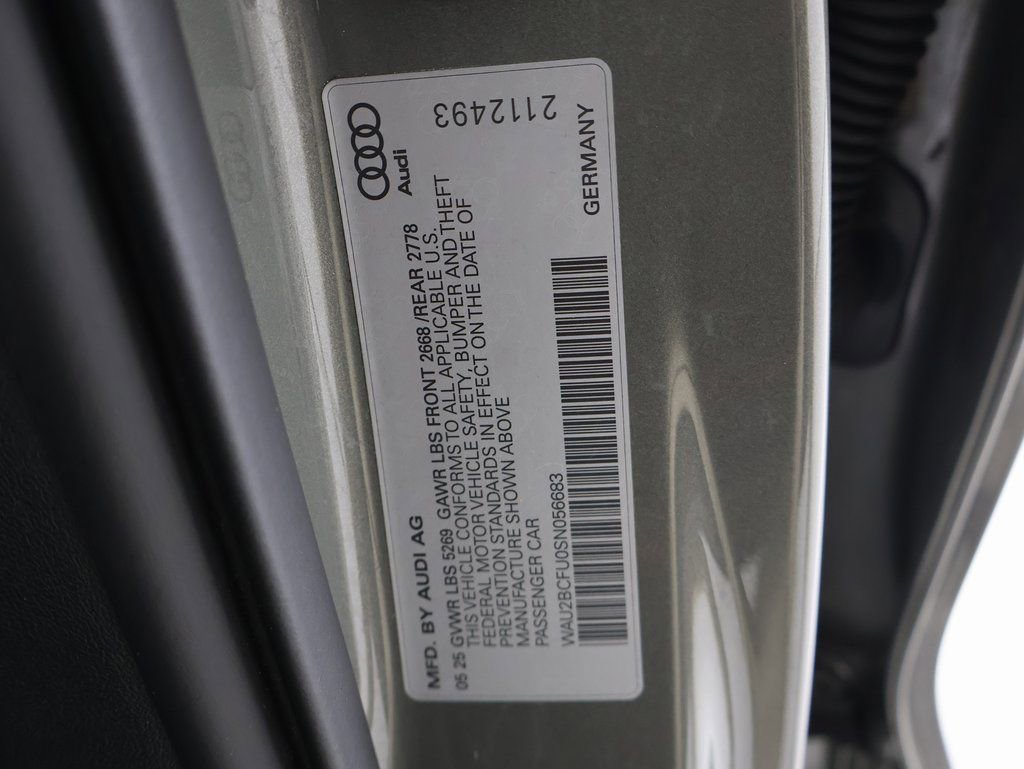 Audi
2112493
MFD. BY AUDI AG
05 25 GVWR LBS 5269 GAWR LBS FRONT 2668 /REAR 2778
THIS VEHICLE CONFORMS TO ALL APPLICABLE U.S.
FEDERAL MOTOR VEHICLE SAFETY, BUMPER AND THEFT
PREVENTION STANDARDS IN EFFECT ON THE DATE OF
MANUFACTURE SHOWN ABOVE
PASSENGER CAR
WAU2BCFU0SN056683
GERMANY